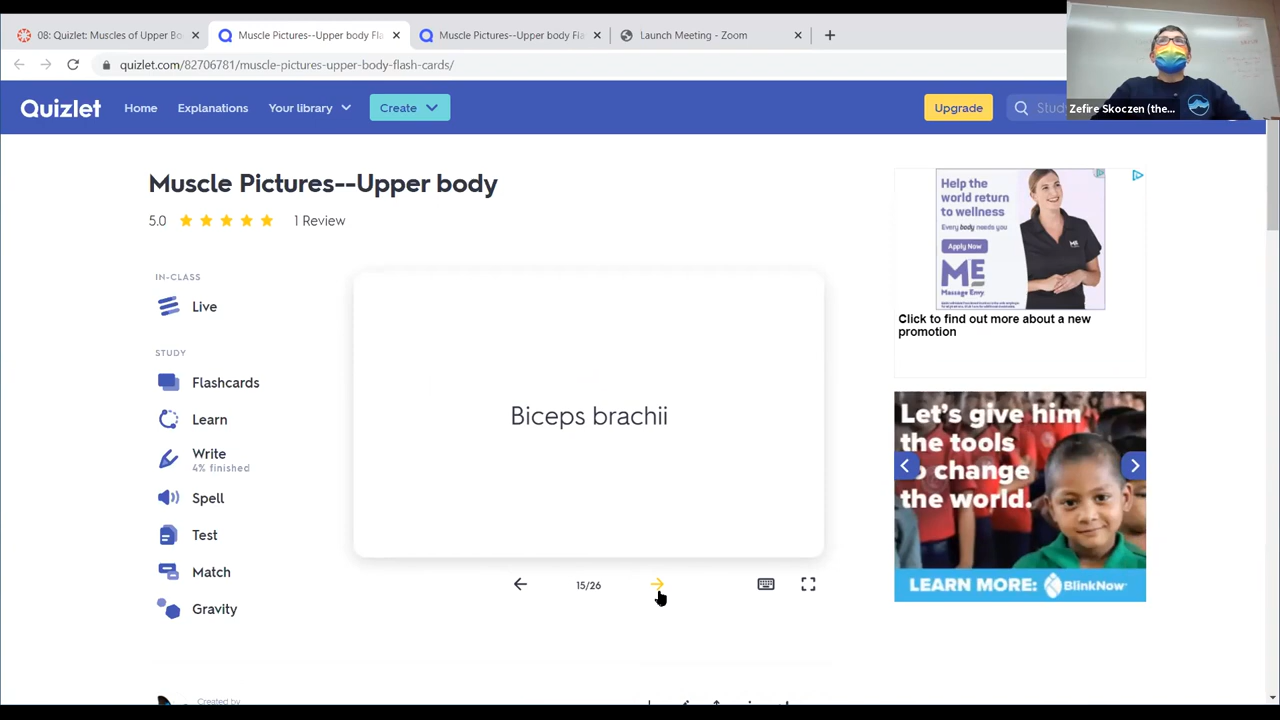 08: Quizlet: Muscles of Upper Bo
Muscle Pictures--Upper body Fla
Muscle Pictures--Upper body Fla
Launch Meeting - Zoom
quizlet.com/82706781/muscle-pictures-upper-body-flash-cards/
Zefire Skoczen (the...
Quizlet
Home
Explanations
Your library
Create
Upgrade
Muscle Pictures--Upper body
5.0
1 Review
IN-CLASS
Live
STUDY
Flashcards
Learn
Write
4% finished
Spell
Test
Match
Gravity
Biceps brachii
15/26
Help the
world return
to wellness
Every body needs you
Apply Now
ME
Massage Envy
Click to find out more about a new
promotion
Let's give him
the tools
to change
the world.
LEARN MORE: BlinkNow
Created by